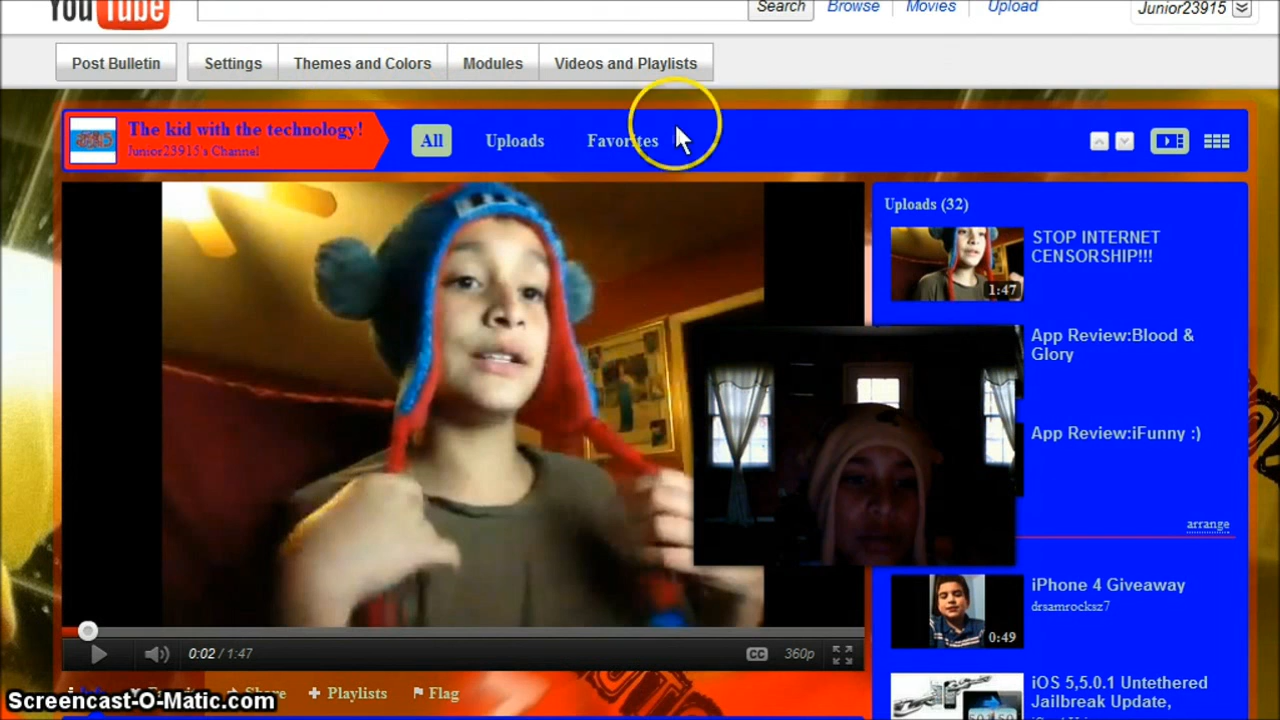 YouTube
Search
Browse
Movies
Upload
Junior23915
Post Bulletin
Settings
Themes and Colors
Modules
Videos and Playlists
The kid with the technology!
Junior23915's Channel
All
Uploads
Favorites
Uploads (32)
STOP INTERNET
CENSORSHIP!!!
1:47
App Review:Blood &
Glory
App Review:iFunny :)
arrange
iPhone 4 Giveaway
drsamrocksz7
0:49
iOS 5,5.0.1 Untethered
Jailbreak Update,
0:02 / 1:47
CC
360p
Share
Playlists
Flag
Screencast-O-Matic.com